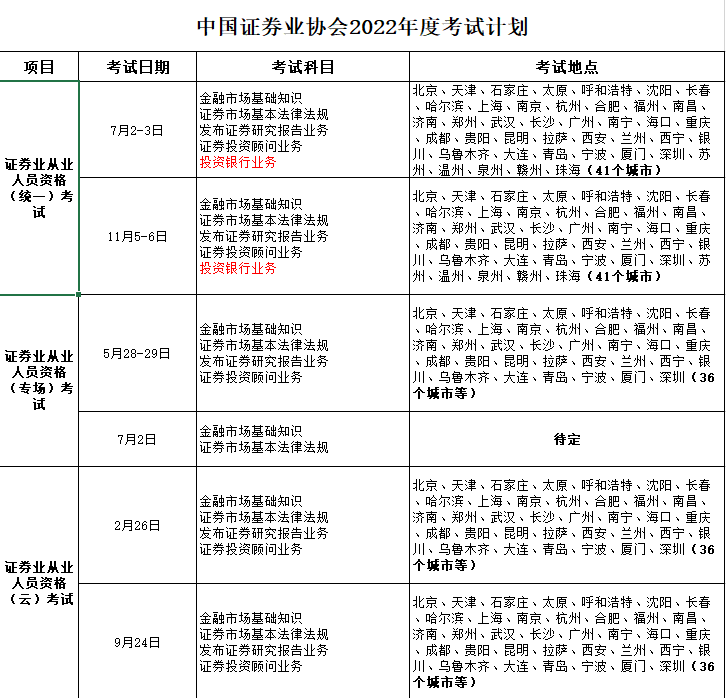 中国证券业协会2022年度考试计划
项目
考试日期
考试科目
考试地点
证券业从业
人员资格
（统一）考
试
7月2-3日
金融市场基础知识
证券市场基本法律法规
发布证券研究报告业务
证券投资顾问业务
投资银行业务
北京、天津、石家庄、太原、呼和浩特、沈阳、长春
、哈尔滨、上海、南京、杭州、合肥、福州、南昌、
济南、郑州、武汉、长沙、广州、南宁、海口、重庆
、成都、贵阳、昆明、拉萨、西安、兰州、西宁、银
川、乌鲁木齐、大连、青岛、宁波、厦门、深圳、苏
州、温州、泉州、赣州、珠海（41个城市）
11月5-6日
金融市场基础知识
证券市场基本法律法规
发布证券研究报告业务
证券投资顾问业务
投资银行业务
北京、天津、石家庄、太原、呼和浩特、沈阳、长春
、哈尔滨、上海、南京、杭州、合肥、福州、南昌、
济南、郑州、武汉、长沙、广州、南宁、海口、重庆
、成都、贵阳、昆明、拉萨、西安、兰州、西宁、银
川、乌鲁木齐、大连、青岛、宁波、厦门、深圳、苏
州、温州、泉州、赣州、珠海（41个城市）
证券业从业
人员资格
（专场）考
试
5月28-29日
金融市场基础知识
证券市场基本法律法规
发布证券研究报告业务
证券投资顾问业务
北京、天津、石家庄、太原、呼和浩特、沈阳、长春
、哈尔滨、上海、南京、杭州、合肥、福州、南昌、
济南、郑州、武汉、长沙、广州、南宁、海口、重庆
、成都、贵阳、昆明、拉萨、西安、兰州、西宁、银
川、乌鲁木齐、大连、青岛、宁波、厦门、深圳（36
个城市等）
7月2日
金融市场基础知识
证券市场基本法律法规
待定
证券业从业
人员资格
（云）考试
2月26日
金融市场基础知识
证券市场基本法律法规
发布证券研究报告业务
证券投资顾问业务
北京、天津、石家庄、太原、呼和浩特、沈阳、长春
、哈尔滨、上海、南京、杭州、合肥、福州、南昌、
济南、郑州、武汉、长沙、广州、南宁、海口、重庆
、成都、贵阳、昆明、拉萨、西安、兰州、西宁、银
川、乌鲁木齐、大连、青岛、宁波、厦门、深圳（36
个城市等）
9月24日
金融市场基础知识
证券市场基本法律法规
发布证券研究报告业务
证券投资顾问业务
北京、天津、石家庄、太原、呼和浩特、沈阳、长春
、哈尔滨、上海、南京、杭州、合肥、福州、南昌、
济南、郑州、武汉、长沙、广州、南宁、海口、重庆
、成都、贵阳、昆明、拉萨、西安、兰州、西宁、银
川、乌鲁木齐、大连、青岛、宁波、厦门、深圳（36
个城市等）